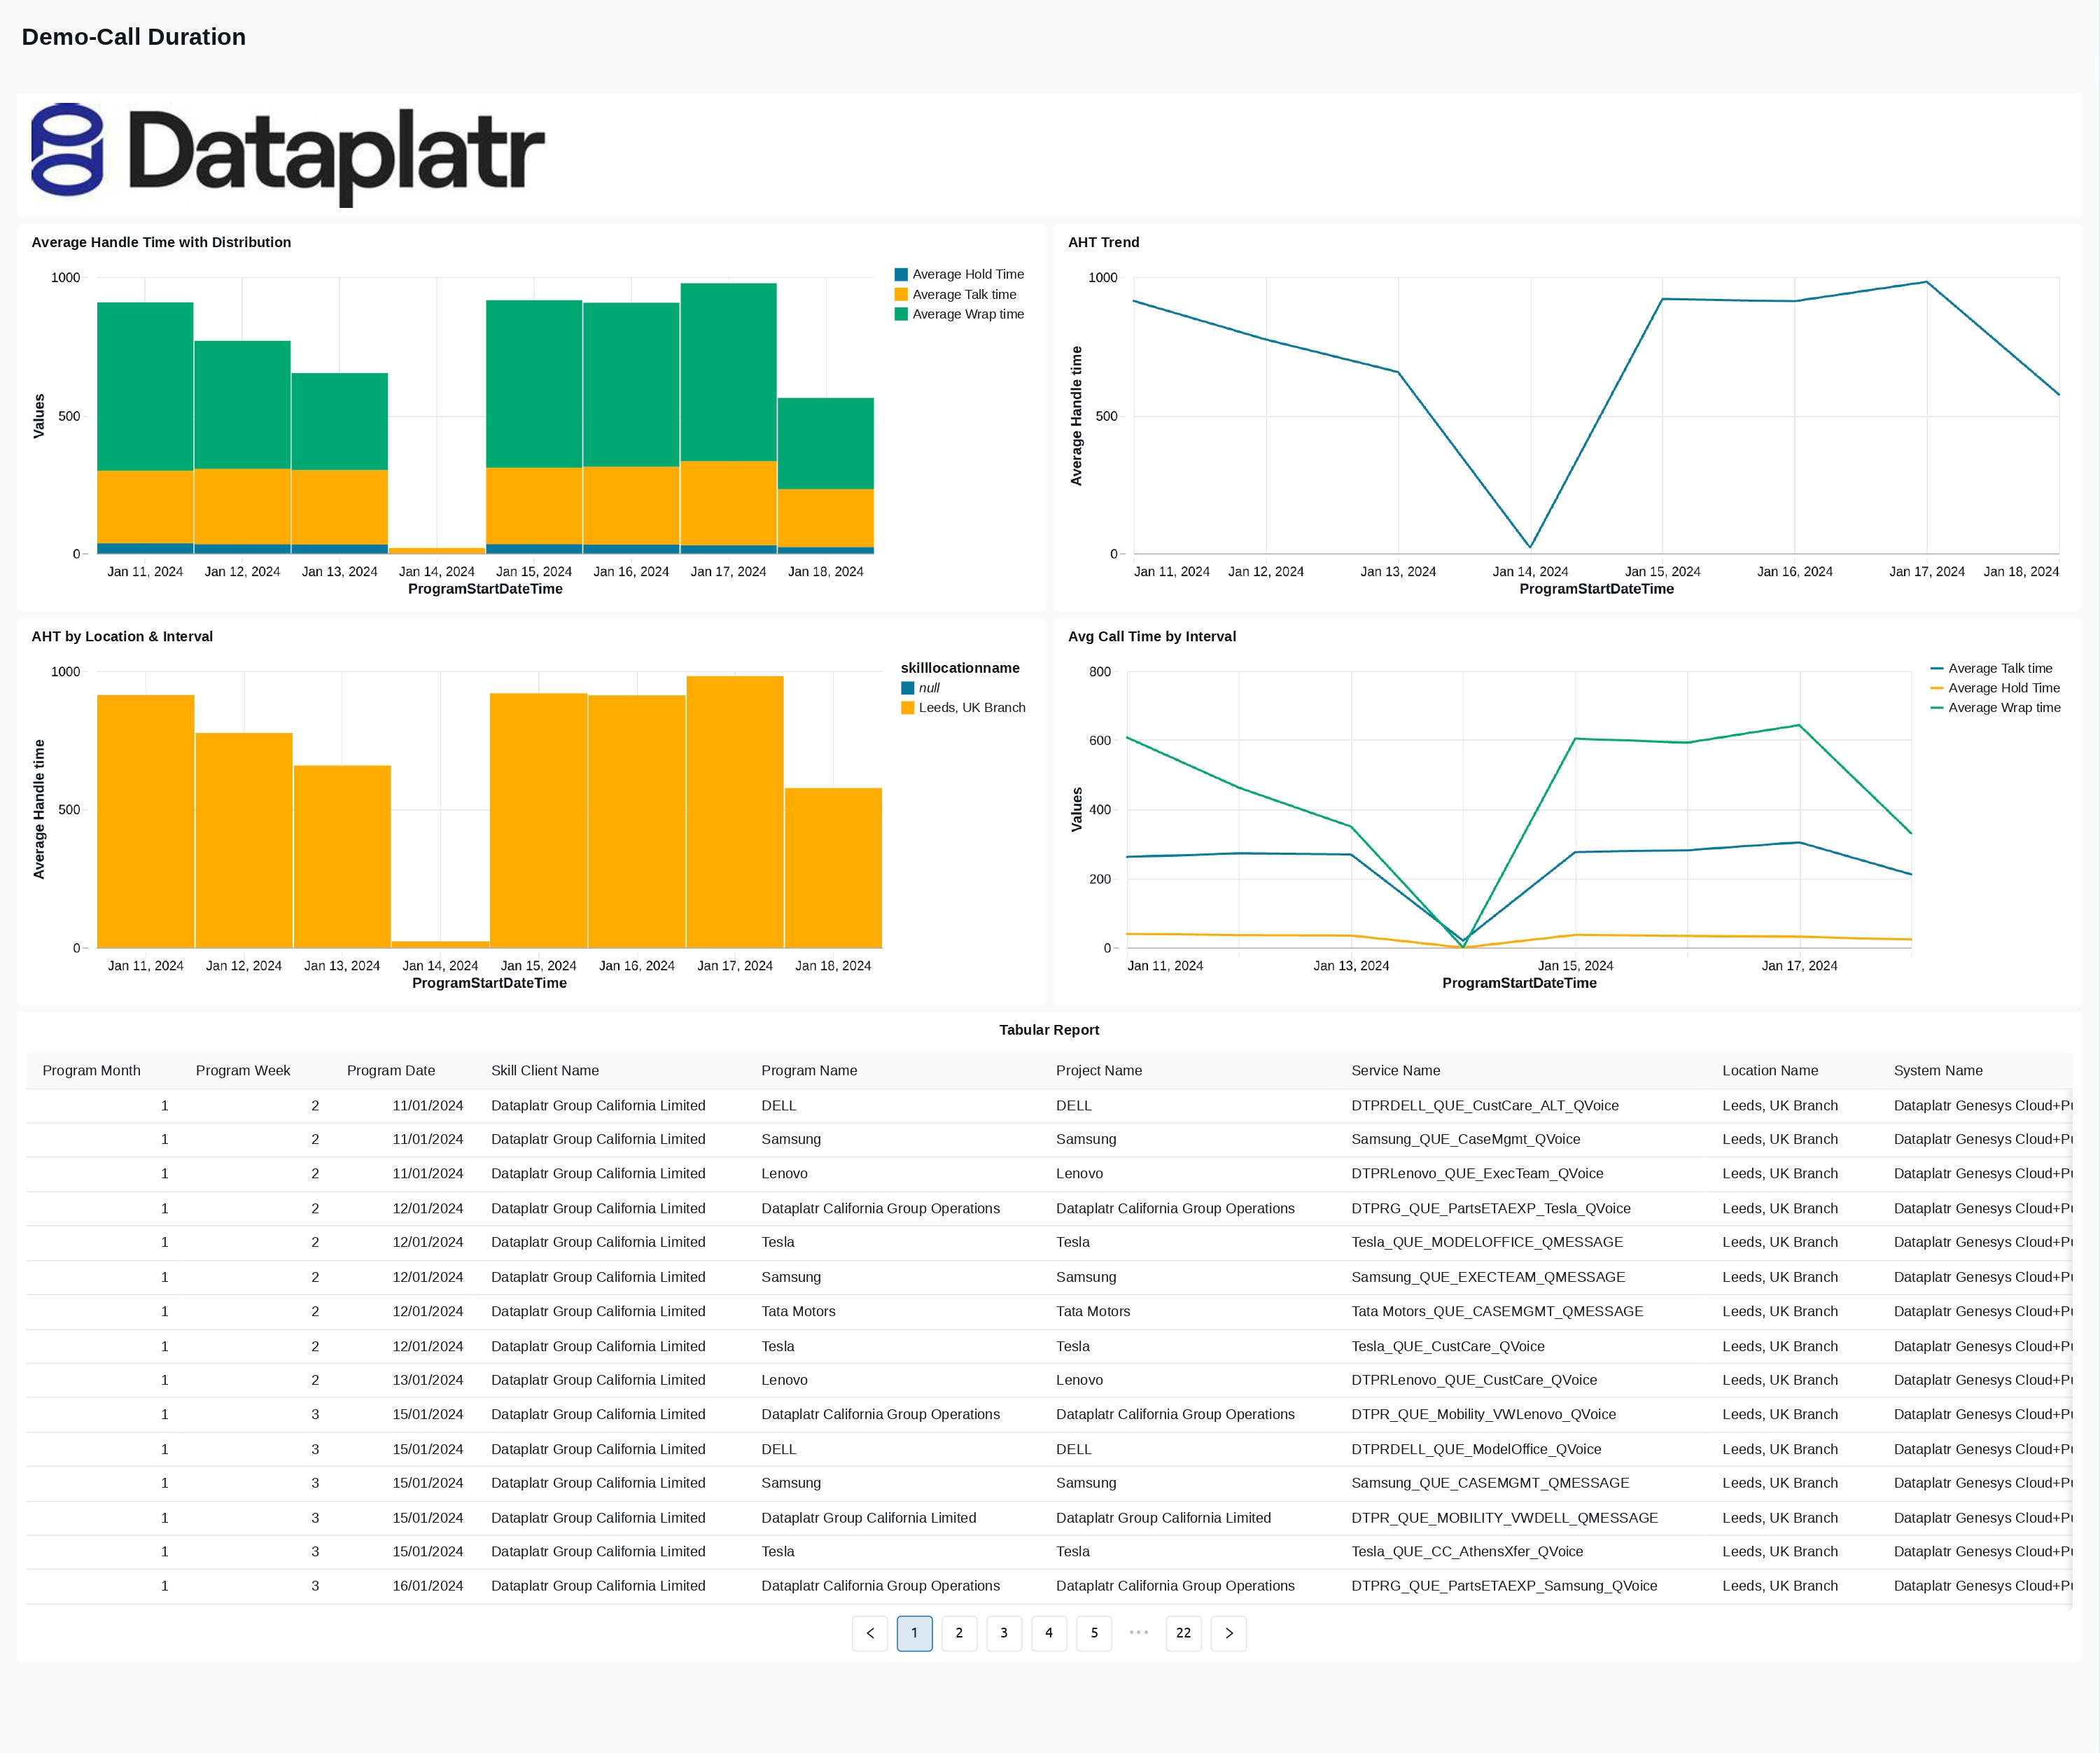 Demo-Call Duration
Dataplatr
Average Handle Time with Distribution
1000
500
0
Values
Jan 11, 2024 Jan 12, 2024 Jan 13, 2024 Jan 14, 2024 Jan 15, 2024 Jan 16, 2024 Jan 17, 2024 Jan 18, 2024
ProgramStartDateTime
Average Hold Time
Average Talk time
Average Wrap time
AHT Trend
1000
500
0
Average Handle time
Jan 11, 2024 Jan 12, 2024 Jan 13, 2024 Jan 14, 2024 Jan 15, 2024 Jan 16, 2024 Jan 17, 2024 Jan 18, 2024
ProgramStartDateTime
AHT by Location & Interval
1000
500
0
Average Handle time
Jan 11, 2024 Jan 12, 2024 Jan 13, 2024 Jan 14, 2024 Jan 15, 2024 Jan 16, 2024 Jan 17, 2024 Jan 18, 2024
ProgramStartDateTime
skilllocationname
null
Leeds, UK Branch
Avg Call Time by Interval
800
600
400
200
0
Values
Jan 11, 2024 Jan 13, 2024 Jan 15, 2024 Jan 17, 2024
ProgramStartDateTime
Average Talk time
Average Hold Time
Average Wrap time
Tabular Report
Program Month Program Week Program Date Skill Client Name Program Name Project Name Service Name Location Name System Name
1 2 11/01/2024 Dataplatr Group California Limited DELL DELL DTPRDELL_QUE_CustCare_ALT_QVoice Leeds, UK Branch Dataplatr Genesys Cloud+Pu
1 2 11/01/2024 Dataplatr Group California Limited Samsung Samsung Samsung_QUE_CaseMgmt_QVoice Leeds, UK Branch Dataplatr Genesys Cloud+Pu
1 2 11/01/2024 Dataplatr Group California Limited Lenovo Lenovo DTPRLenovo_QUE_ExecTeam_QVoice Leeds, UK Branch Dataplatr Genesys Cloud+Pu
1 2 12/01/2024 Dataplatr Group California Limited Dataplatr California Group Operations Dataplatr California Group Operations DTPRG_QUE_PartsETAEXP_Tesla_QVoice Leeds, UK Branch Dataplatr Genesys Cloud+Pu
1 2 12/01/2024 Dataplatr Group California Limited Tesla Tesla Tesla_QUE_MODELOFFICE_QMESSAGE Leeds, UK Branch Dataplatr Genesys Cloud+Pu
1 2 12/01/2024 Dataplatr Group California Limited Samsung Samsung Samsung_QUE_EXECTEAM_QMESSAGE Leeds, UK Branch Dataplatr Genesys Cloud+Pu
1 2 12/01/2024 Dataplatr Group California Limited Tata Motors Tata Motors Tata Motors_QUE_CASEMGMT_QMESSAGE Leeds, UK Branch Dataplatr Genesys Cloud+Pu
1 2 12/01/2024 Dataplatr Group California Limited Tesla Tesla Tesla_QUE_CustCare_QVoice Leeds, UK Branch Dataplatr Genesys Cloud+Pu
1 2 13/01/2024 Dataplatr Group California Limited Lenovo Lenovo DTPRLenovo_QUE_CustCare_QVoice Leeds, UK Branch Dataplatr Genesys Cloud+Pu
1 3 15/01/2024 Dataplatr Group California Limited Dataplatr California Group Operations Dataplatr California Group Operations DTPR_QUE_Mobility_VWLenovo_QVoice Leeds, UK Branch Dataplatr Genesys Cloud+Pu
1 3 15/01/2024 Dataplatr Group California Limited DELL DELL DTPRDELL_QUE_ModelOffice_QVoice Leeds, UK Branch Dataplatr Genesys Cloud+Pu
1 3 15/01/2024 Dataplatr Group California Limited Samsung Samsung Samsung_QUE_CASEMGMT_QMESSAGE Leeds, UK Branch Dataplatr Genesys Cloud+Pu
1 3 15/01/2024 Dataplatr Group California Limited Dataplatr Group California Limited Dataplatr Group California Limited DTPR_QUE_MOBILITY_VWDELL_QMESSAGE Leeds, UK Branch Dataplatr Genesys Cloud+Pu
1 3 15/01/2024 Dataplatr Group California Limited Tesla Tesla Tesla_QUE_CC_AthensXfer_QVoice Leeds, UK Branch Dataplatr Genesys Cloud+Pu
1 3 16/01/2024 Dataplatr Group California Limited Dataplatr California Group Operations Dataplatr California Group Operations DTPRG_QUE_PartsETAEXP_Samsung_QVoice Leeds, UK Branch Dataplatr Genesys Cloud+Pu
< 1 2 3 4 5 ••• 22 >